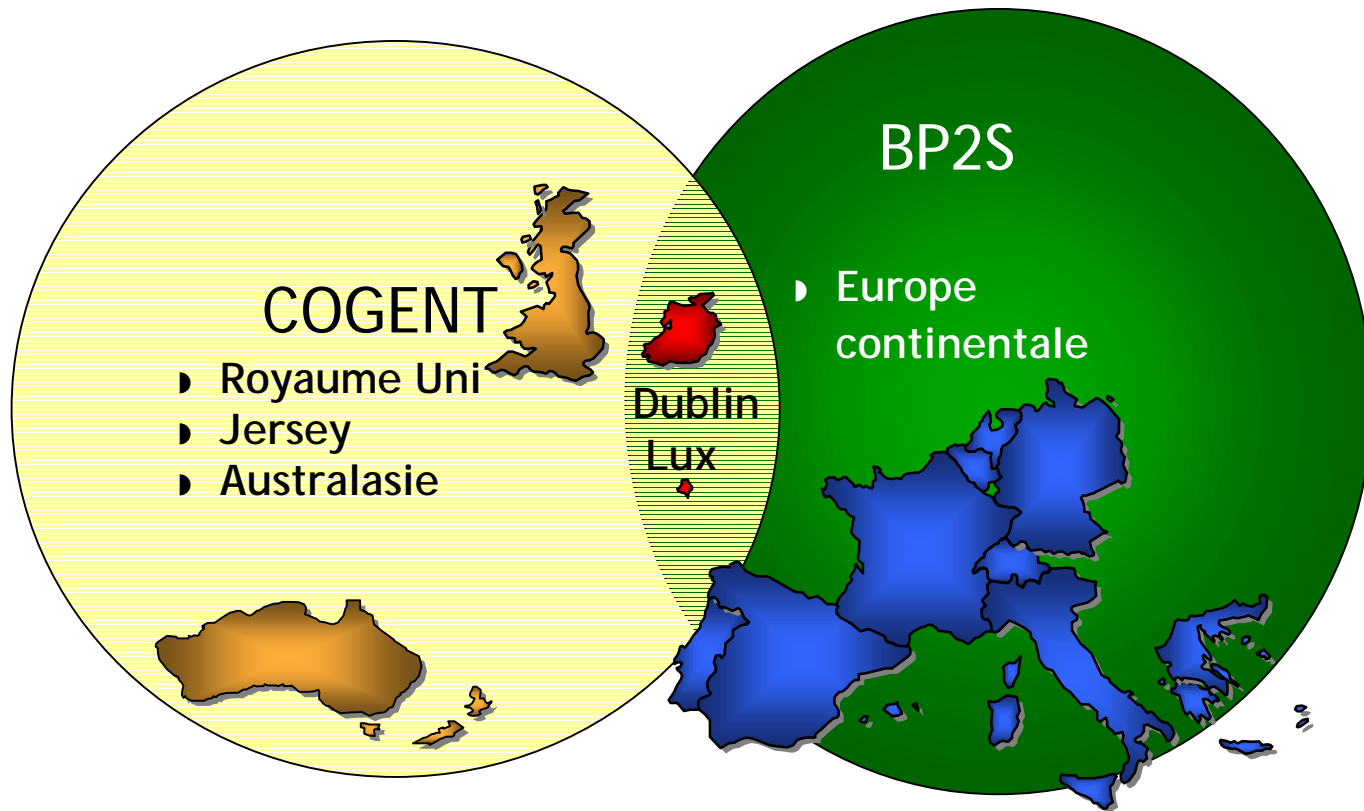 COGENT
◗ Royaume Uni
◗ Jersey
◗ Australasie
Dublin
Lux
BP2S
◗ Europe
continentale